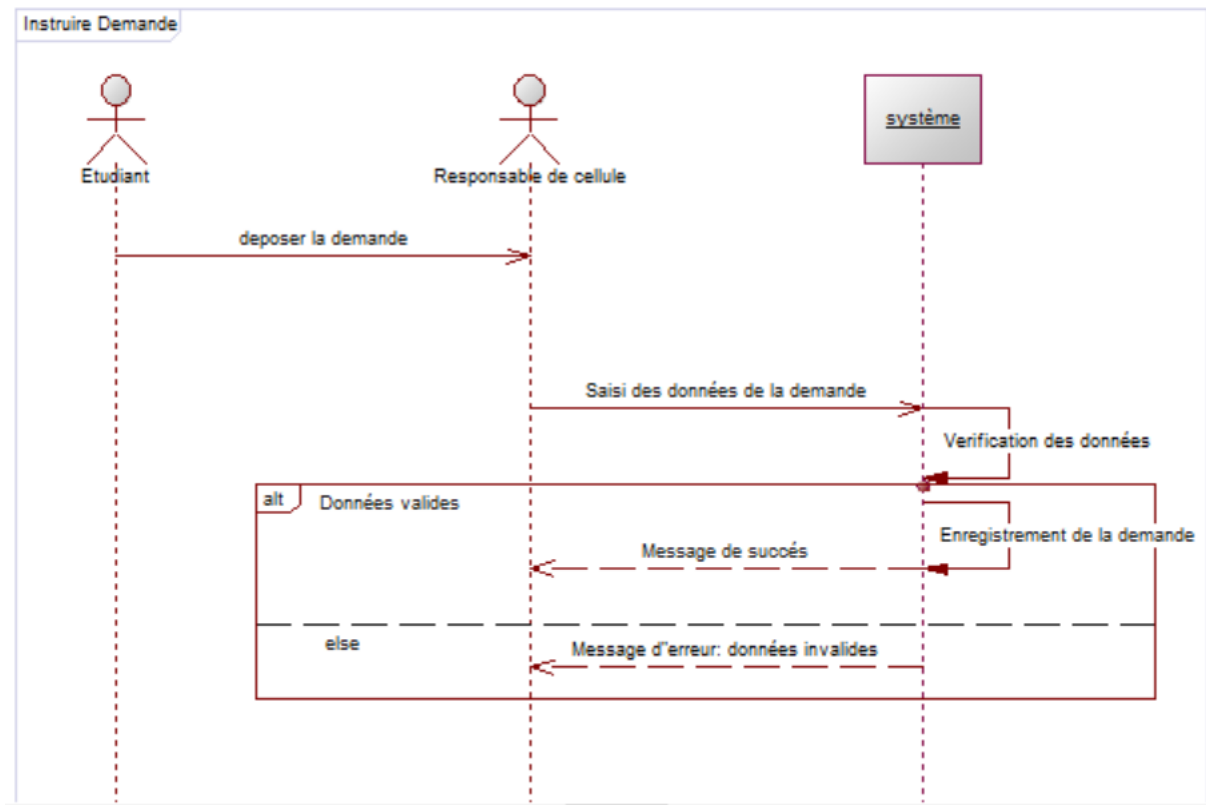 Instruire Demande
système
Etudiant
Responsable de cellule
deposer la demande
Saisi des données de la demande
Verification des données
alt
Données valides
Enregistrement de la demande
Message de succés
else
Message d"erreur: données invalides